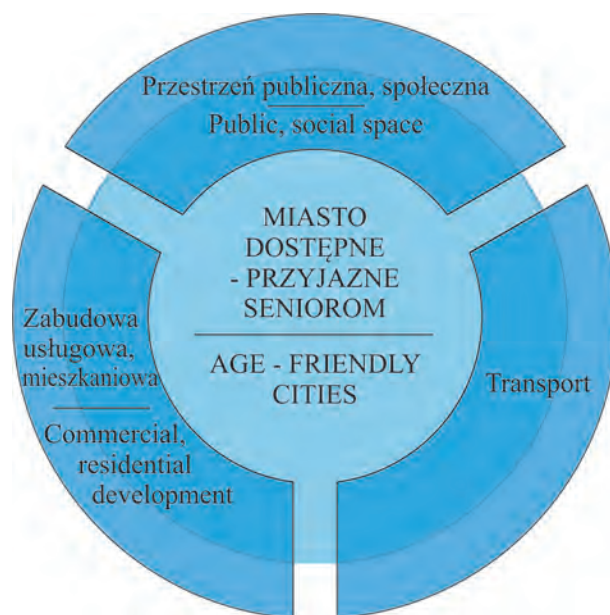 Przestrzeń publiczna, społeczna
Public, social space
MIASTO
DOSTĘPNE
- PRZYJAZNE
SENIOROM
AGE - FRIENDLY
CITIES
Zabudowa
usługowa,
mieszkaniowa
Commercial,
residential
development
Transport